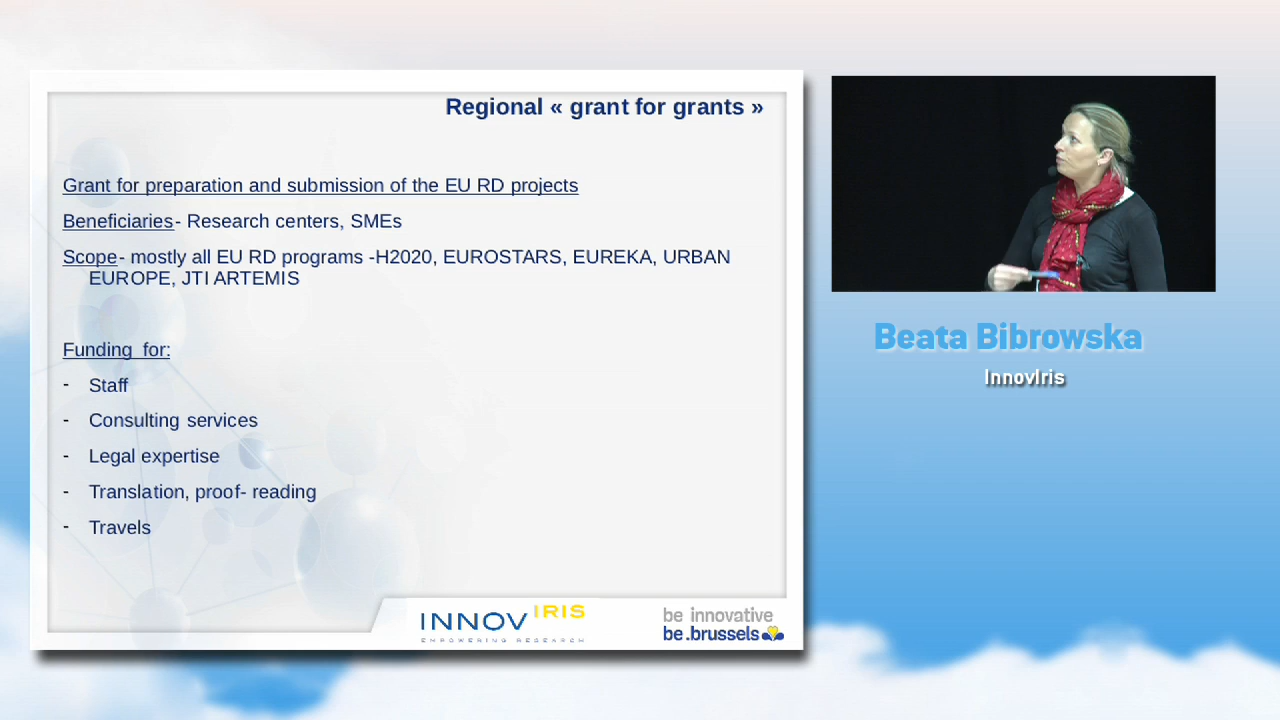 Regional « grant for grants »
Grant for preparation and submission of the EU RD projects
Beneficiaries- Research centers, SMEs
Scope- mostly all EU RD programs -H2020, EUROSTARS, EUREKA, URBAN
EUROPE, JTI ARTEMIS
Funding for:
- Staff
- Consulting services
- Legal expertise
- Translation, proof- reading
- Travels
INNOVIRIS
EMPOWERING RESEARCH
be innovative
be.brussels
Beata Bibrowska
InnovIris